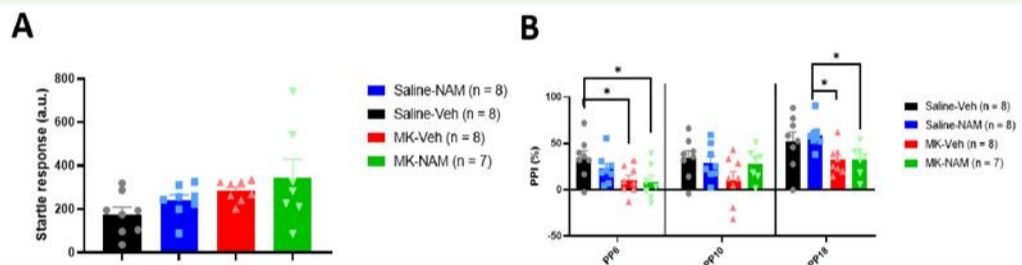 A
Startle response (a.u.)
800
600
400
200
0
Saline-NAM (n = 8)
Saline-Veh (n = 8)
MK-Veh (n = 8)
MK-NAM (n = 7)
B
PPI (%)
100
50
0
-50
*
*
*
*
PP6
PP10
PP18
Saline-Veh (n = 8)
Saline-NAM (n = 8)
MK-Veh (n = 8)
MK-NAM (n = 7)